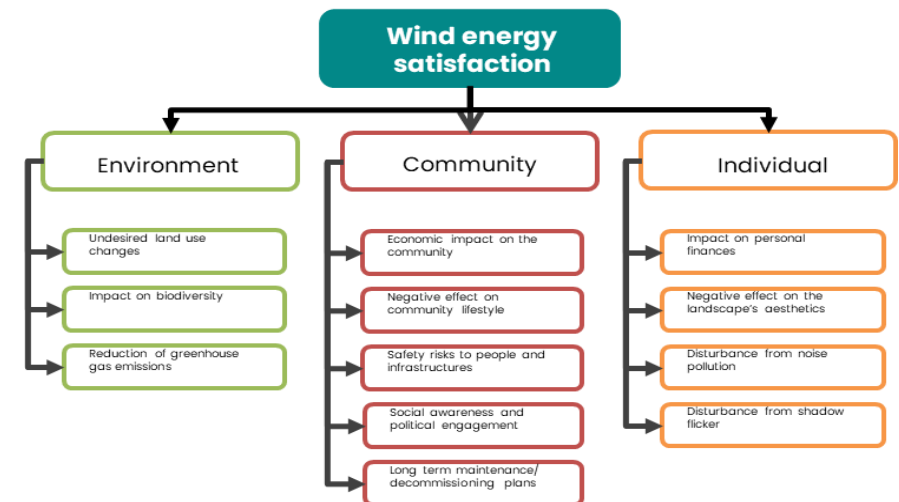 Wind energy
satisfaction
Environment
Undesired land use
changes
Impact on biodiversity
Reduction of greenhouse
gas emissions
Community
Economic impact on the
community
Negative effect on
community lifestyle
Safety risks to people and
infrastructures
Social awareness and
political engagement
Long term maintenance/
decommissioning plans
Individual
Impact on personal
finances
Negative effect on the
landscape's aesthetics
Disturbance from noise
pollution
Disturbance from shadow
flicker